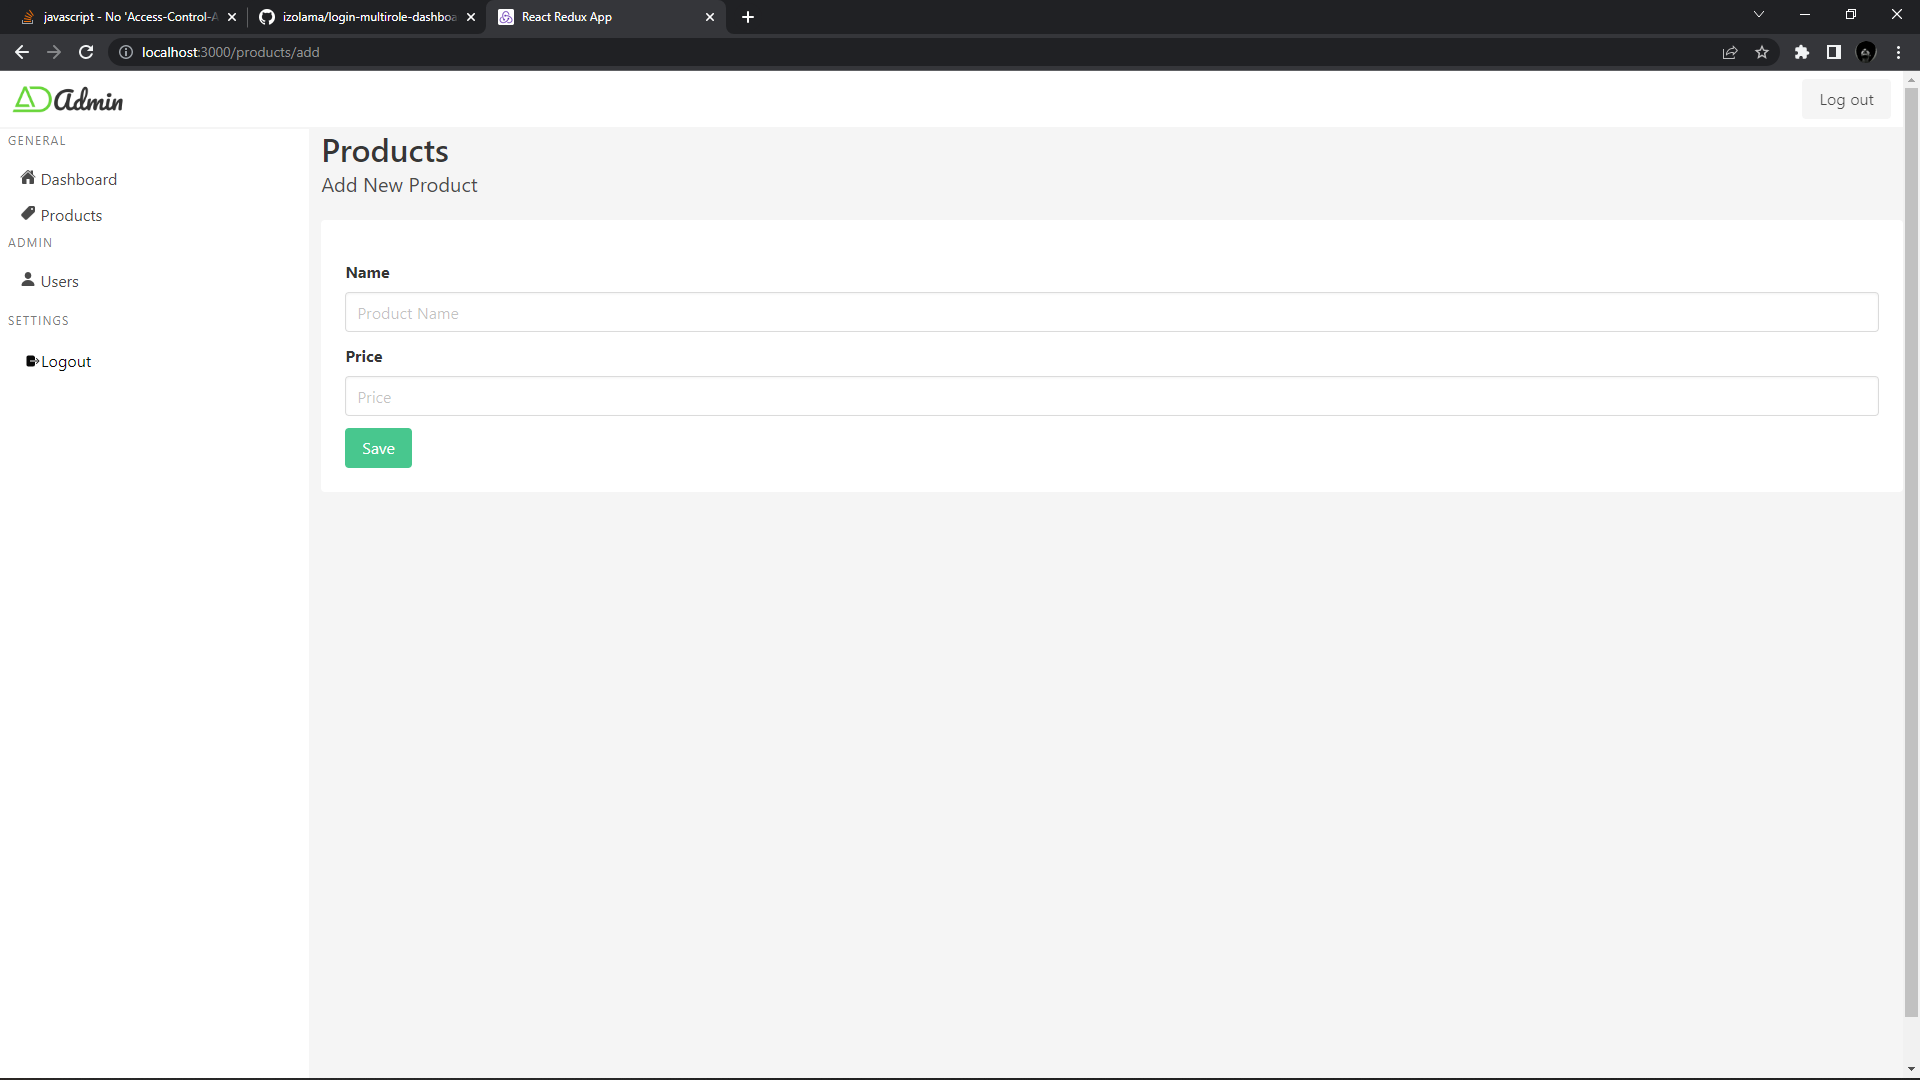 javascript - No 'Access-Control-A
izolama/login-multirole-dashboa
React Redux App
localhost:3000/products/add
Admin
Log out
GENERAL
Dashboard
Products
ADMIN
Users
SETTINGS
Logout
Products
Add New Product
Name
Product Name
Price
Price
Save